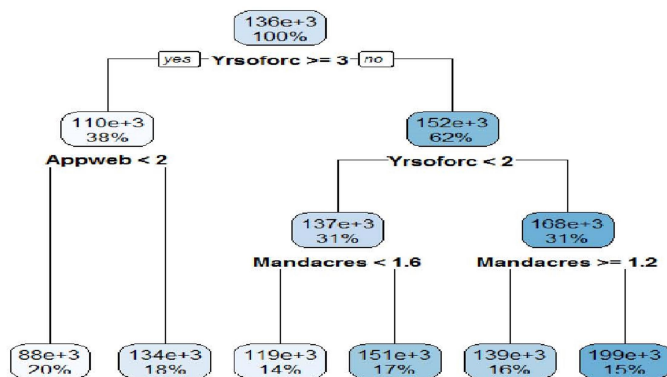 136e+3
100%
yes Yrsoforc >= 3 no
110e+3
38%
152e+3
62%
Appweb < 2
Yrsoforc < 2
137e+3
31%
168e+3
31%
Mandacres < 1.6
Mandacres >= 1.2
88e+3
20%
134e+3
18%
119e+3
14%
151e+3
17%
139e+3
16%
199e+3
15%